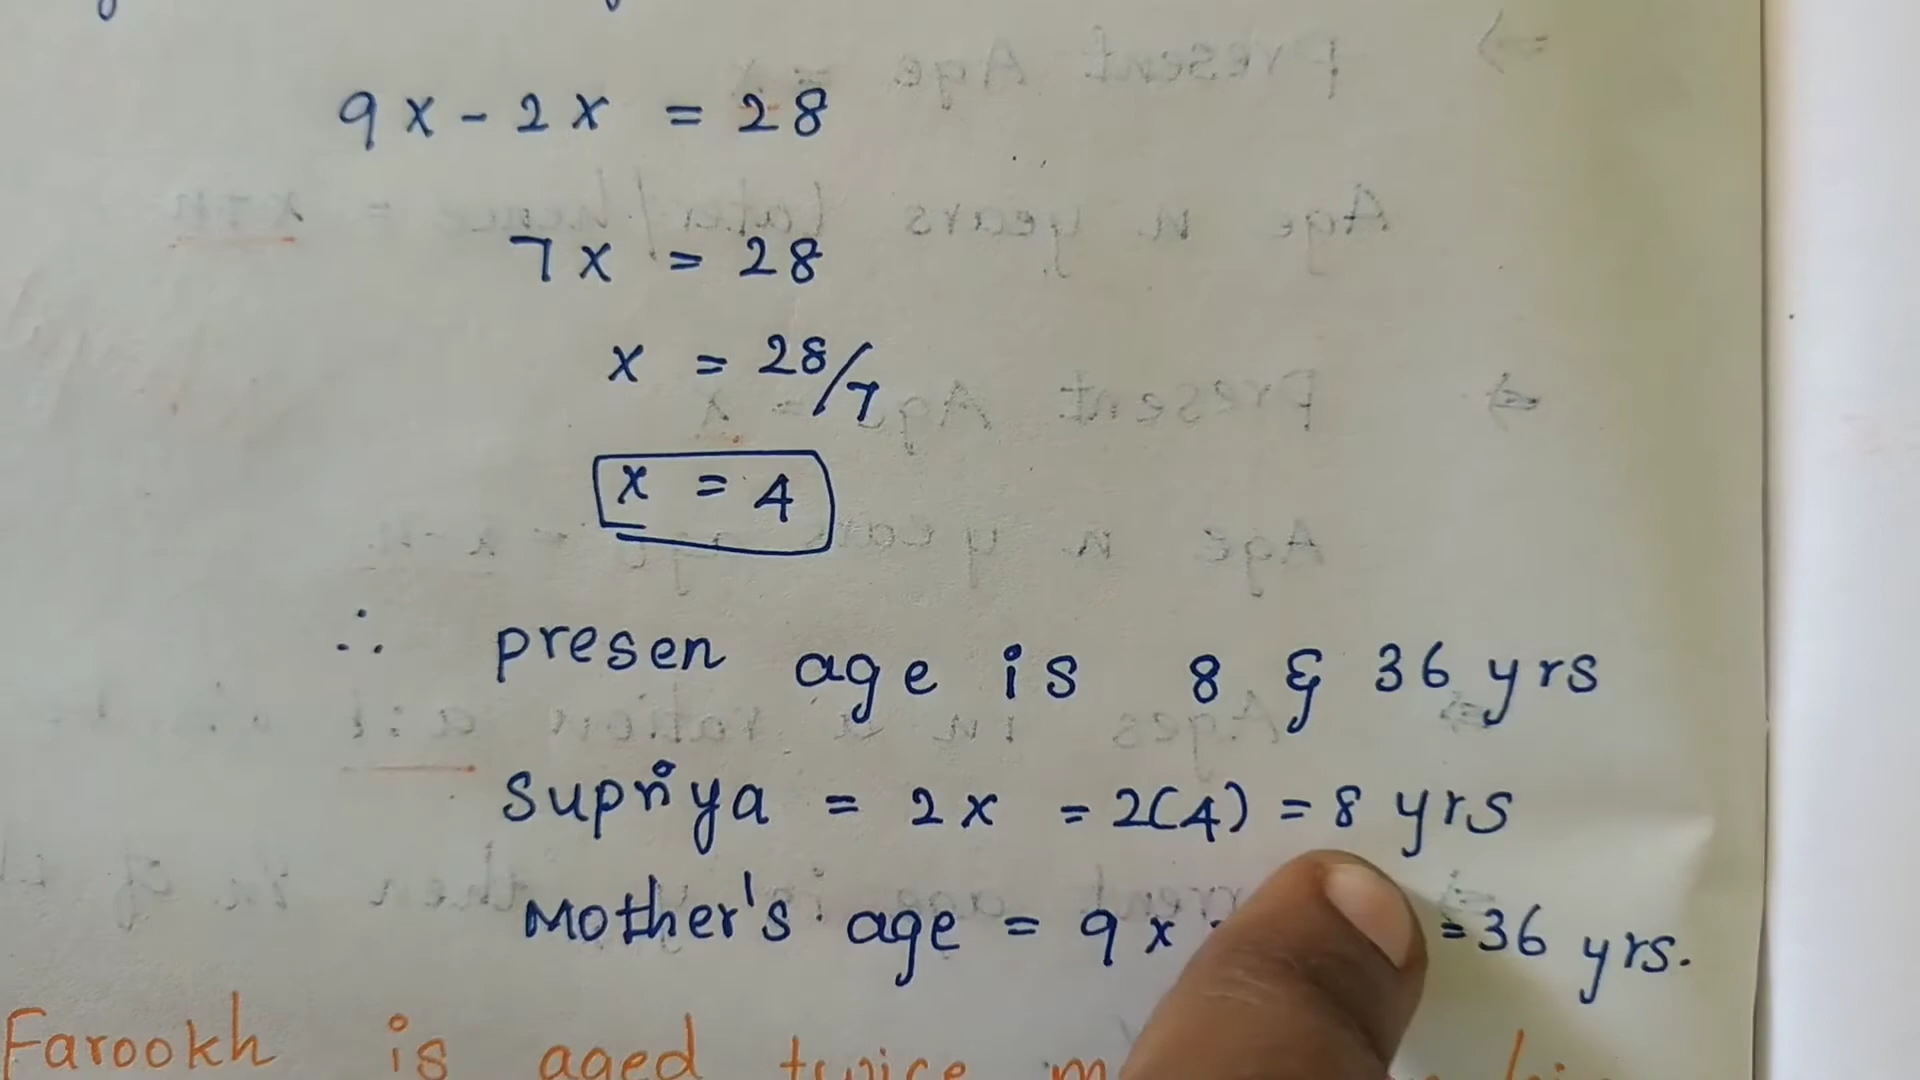 9x - 2x = 28
7x = 28
x = 28/7
x = 4
∴ presen age is 8 & 36 yrs
Supriya = 2x = 2(4) = 8 yrs
Mother's age = 9x = 36 yrs.
Farookh is aged twice